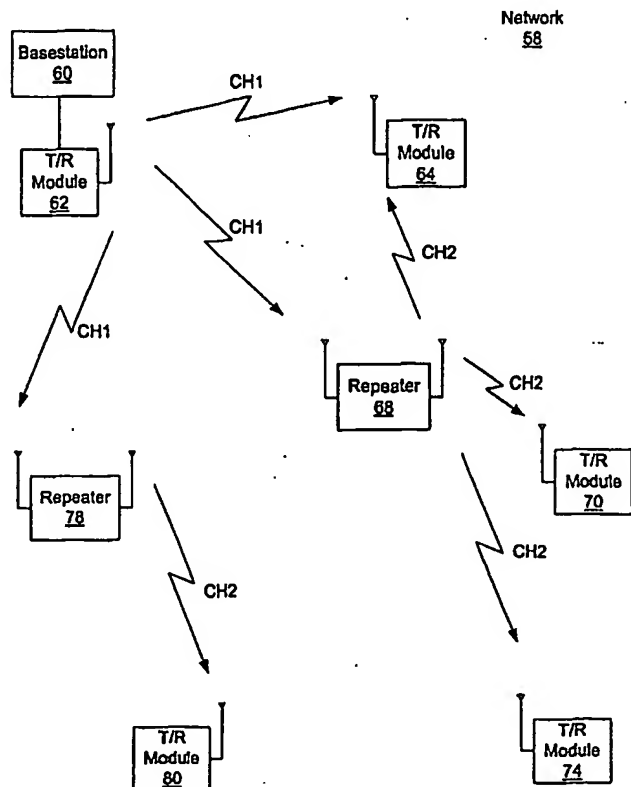 Network
58
Basestation
60
CH1
T/R
Module
62
T/R
Module
64
CH1
CH2
CH1
Repeater
68
CH2
T/R
Module
70
Repeater
78
CH2
CH2
T/R
Module
80
T/R
Module
74